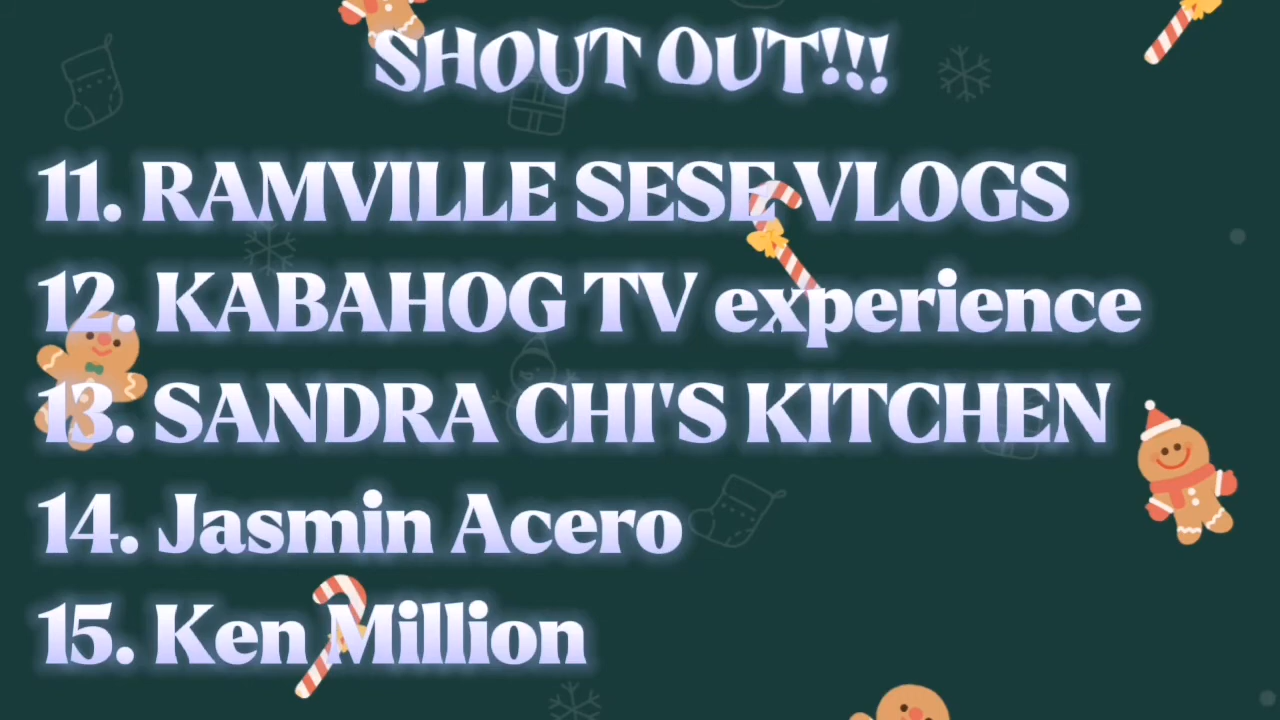 SHOUT OUT!!!
11. RAMVILLE SESE VLOGS
12. KABAHOG TV experience
13. SANDRA CHI'S KITCHEN
14. Jasmin Acero
15. Ken Million